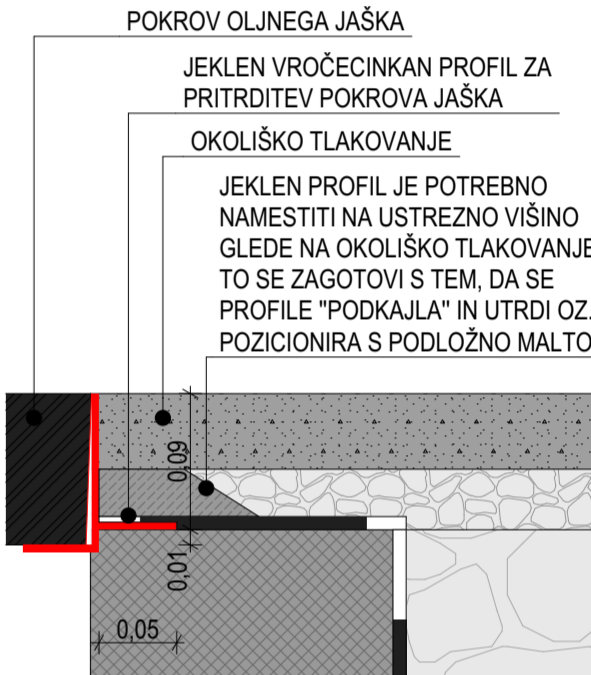 POKROV OLJNEGA JAŠKA
JEKLEN VROČECINKAN PROFIL ZA
PRITRDITEV POKROVA JAŠKA
OKOLIŠKO TLAKOVANJE
JEKLEN PROFIL JE POTREBNO
NAMESTITI NA USTREZNO VIŠINO
GLEDE NA OKOLIŠKO TLAKOVANJE
TO SE ZAGOTOVI S TEM, DA SE
PROFILE "PODKAJLA" IN UTRDI OZ.
POZICIONIRA S PODLOŽNO MALTO
0,09
0,01
0,05